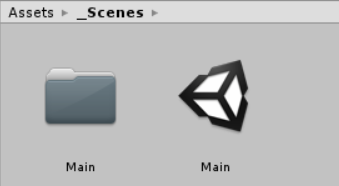 Assets ▸ _Scenes ▸
Main Main